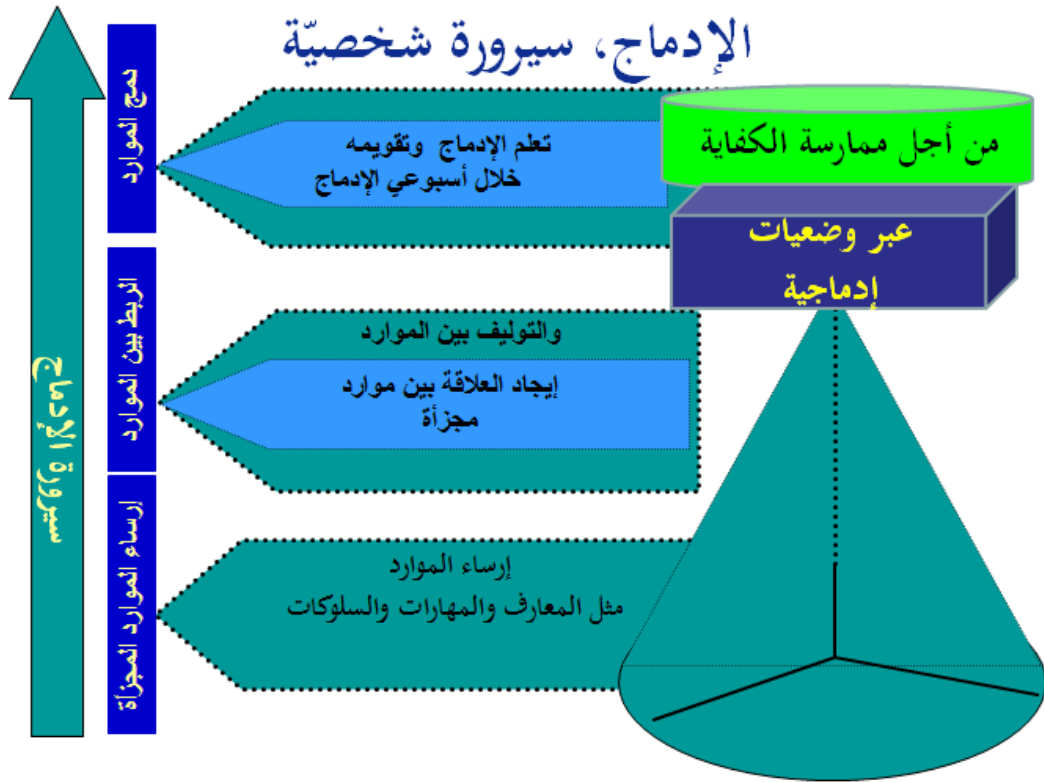 الإدماج، سيرورة شخصيّة
من أجل ممارسة الكفاية
عبر وضعيات
إدماجية
تعلم الإدماج وتقويمه
خلال أسبوعي الإدماج
دمج الموارد
والتوليف بين الموارد
إيجاد العلاقة بين موارد
مجزأة
الربط بين الموارد
إرساء الموارد
مثل المعارف والمهارات والسلوكات
إرساء الموارد المجزأة
سيرورة الإدماج